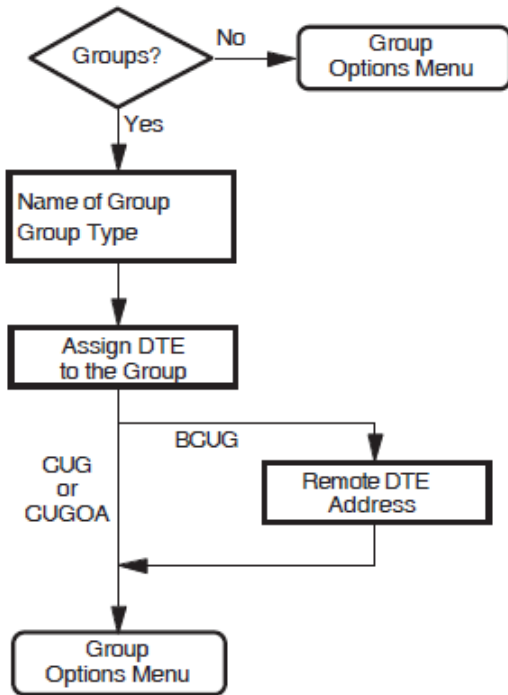 Groups?
No
Group
Options Menu
Yes
Name of Group
Group Type
Assign DTE
to the Group
BCUG
CUG
or
CUGOA
Remote DTE
Address
Group
Options Menu